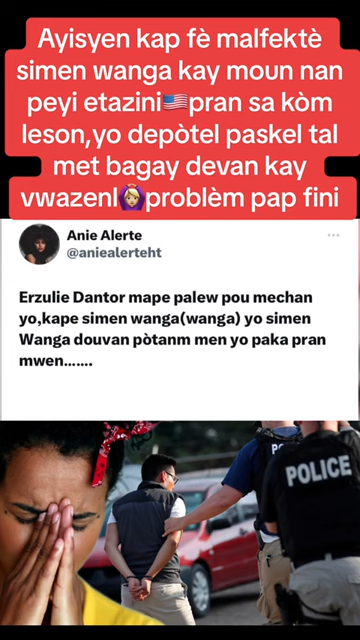 Ayisyen kap fè malfektè
simen wanga kay moun nan
peyi etazini🇺🇸pran sa kòm
leson,yo depòtel paskel tal
met bagay devan kay
vwazenl🙆🏼‍♀️problèm pap fini
Anie Alerte
@aniealerteht
Erzulie Dantor mape palew pou mechan
yo,kape simen wanga(wanga) yo simen
Wanga douvan pòtanm men yo paka pran
mwen.......
POLICE